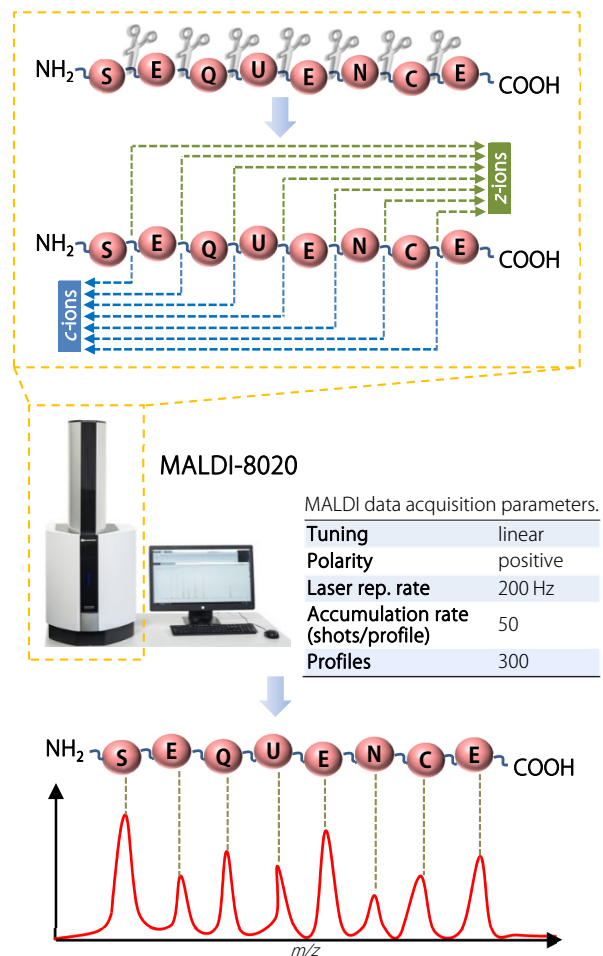 NH2 S E Q U E N C E COOH
z-ions
NH2 S E Q U E N C E COOH
c-ions
MALDI-8020
MALDI data acquisition parameters.
Tuning linear
Polarity positive
Laser rep. rate 200 Hz
Accumulation rate
(shots/profile) 50
Profiles 300
NH2 S E Q U E N C E COOH
m/z